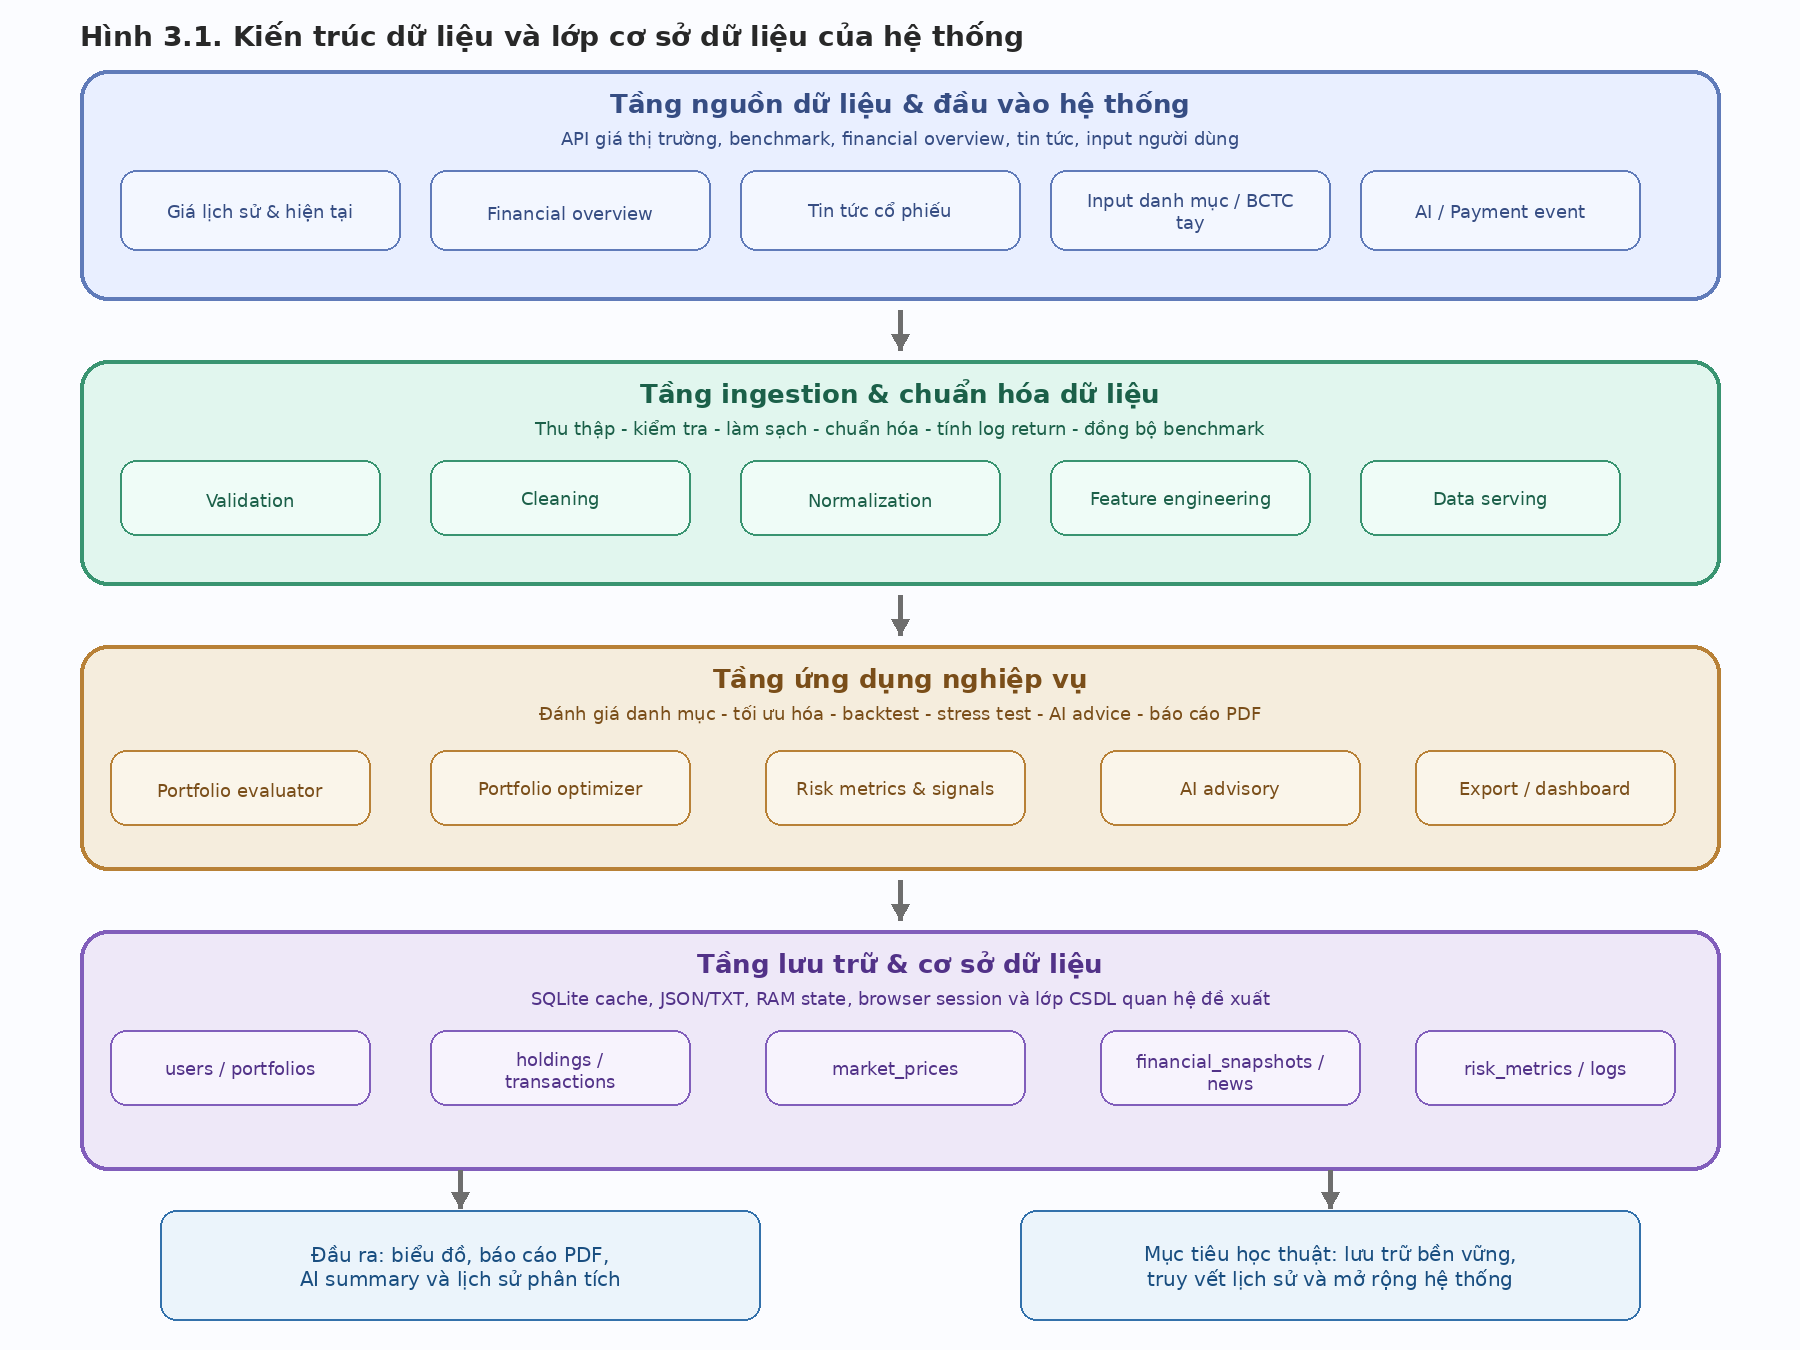 Hình 3.1. Kiến trúc dữ liệu và lớp cơ sở dữ liệu của hệ thống
Tầng nguồn dữ liệu & đầu vào hệ thống
API giá thị trường, benchmark, financial overview, tin tức, input người dùng
Giá lịch sử & hiện tại
Financial overview
Tin tức cổ phiếu
Input danh mục / BCTC
tay
AI / Payment event
Tầng ingestion & chuẩn hóa dữ liệu
Thu thập - kiểm tra - làm sạch - chuẩn hóa - tính log return - đồng bộ benchmark
Validation
Cleaning
Normalization
Feature engineering
Data serving
Tầng ứng dụng nghiệp vụ
Đánh giá danh mục - tối ưu hóa - backtest - stress test - AI advice - báo cáo PDF
Portfolio evaluator
Portfolio optimizer
Risk metrics & signals
AI advisory
Export / dashboard
Tầng lưu trữ & cơ sở dữ liệu
SQLite cache, JSON/TXT, RAM state, browser session và lớp CSDL quan hệ đề xuất
users / portfolios
holdings /
transactions
market_prices
financial_snapshots /
news
risk_metrics / logs
Đầu ra: biểu đồ, báo cáo PDF,
AI summary và lịch sử phân tích
Mục tiêu học thuật: lưu trữ bền vững,
truy vết lịch sử và mở rộng hệ thống